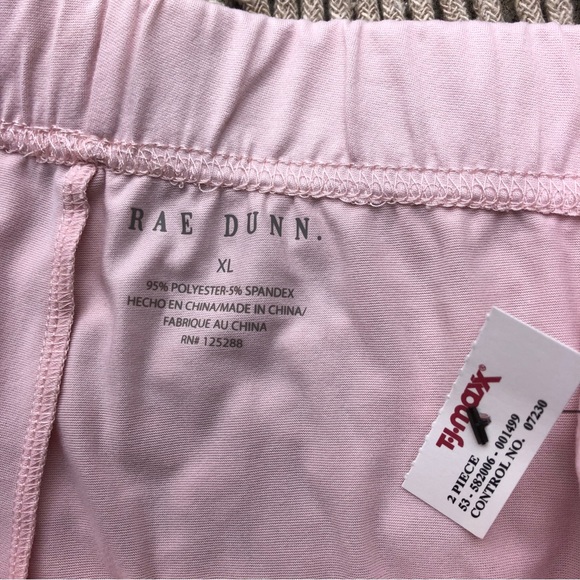 RAE DUNN.
XL
95% POLYESTER-5% SPANDEX
HECHO EN CHINA/MADE IN CHINA/
FABRIQUE AU CHINA
RN# 125288
T·J·maxx®
2 PIECE
53 - 582006 - 001499
CONTROL NO. 07230